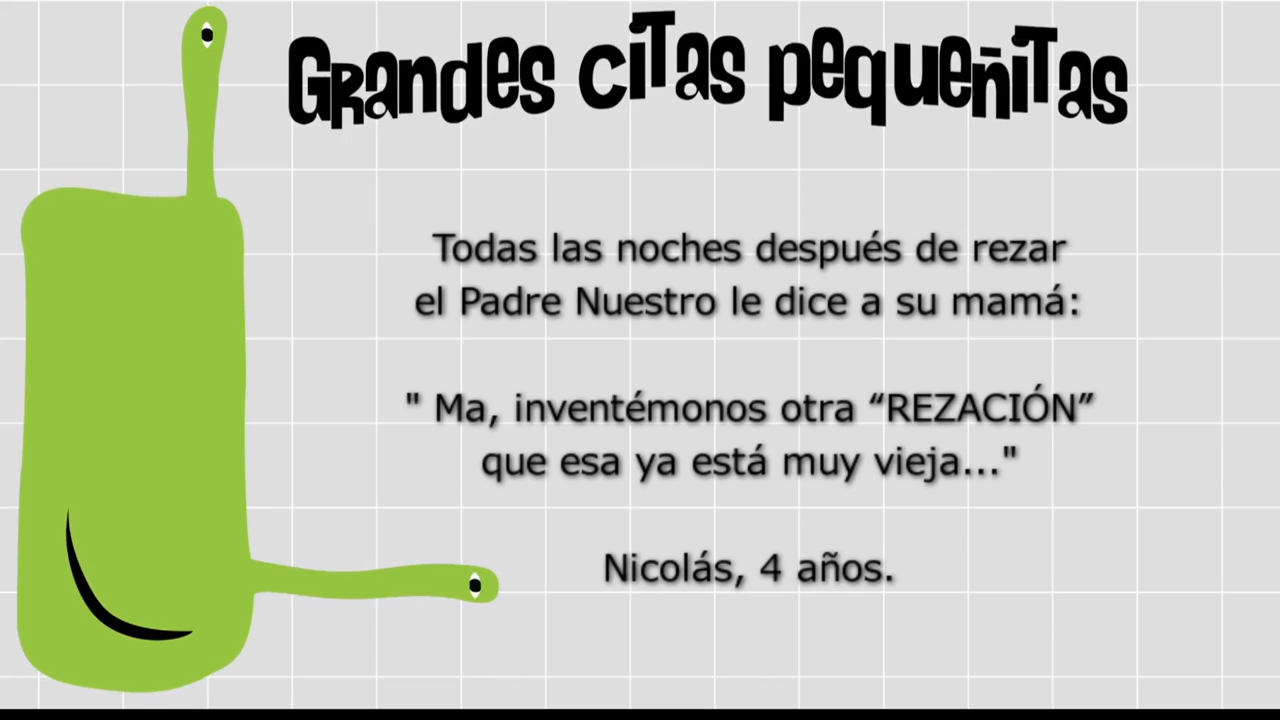 Grandes citas pequeñitas
Todas las noches después de rezar
el Padre Nuestro le dice a su mamá:
" Ma, inventémonos otra “REZACIÓN”
que esa ya está muy vieja..."
Nicolás, 4 años.